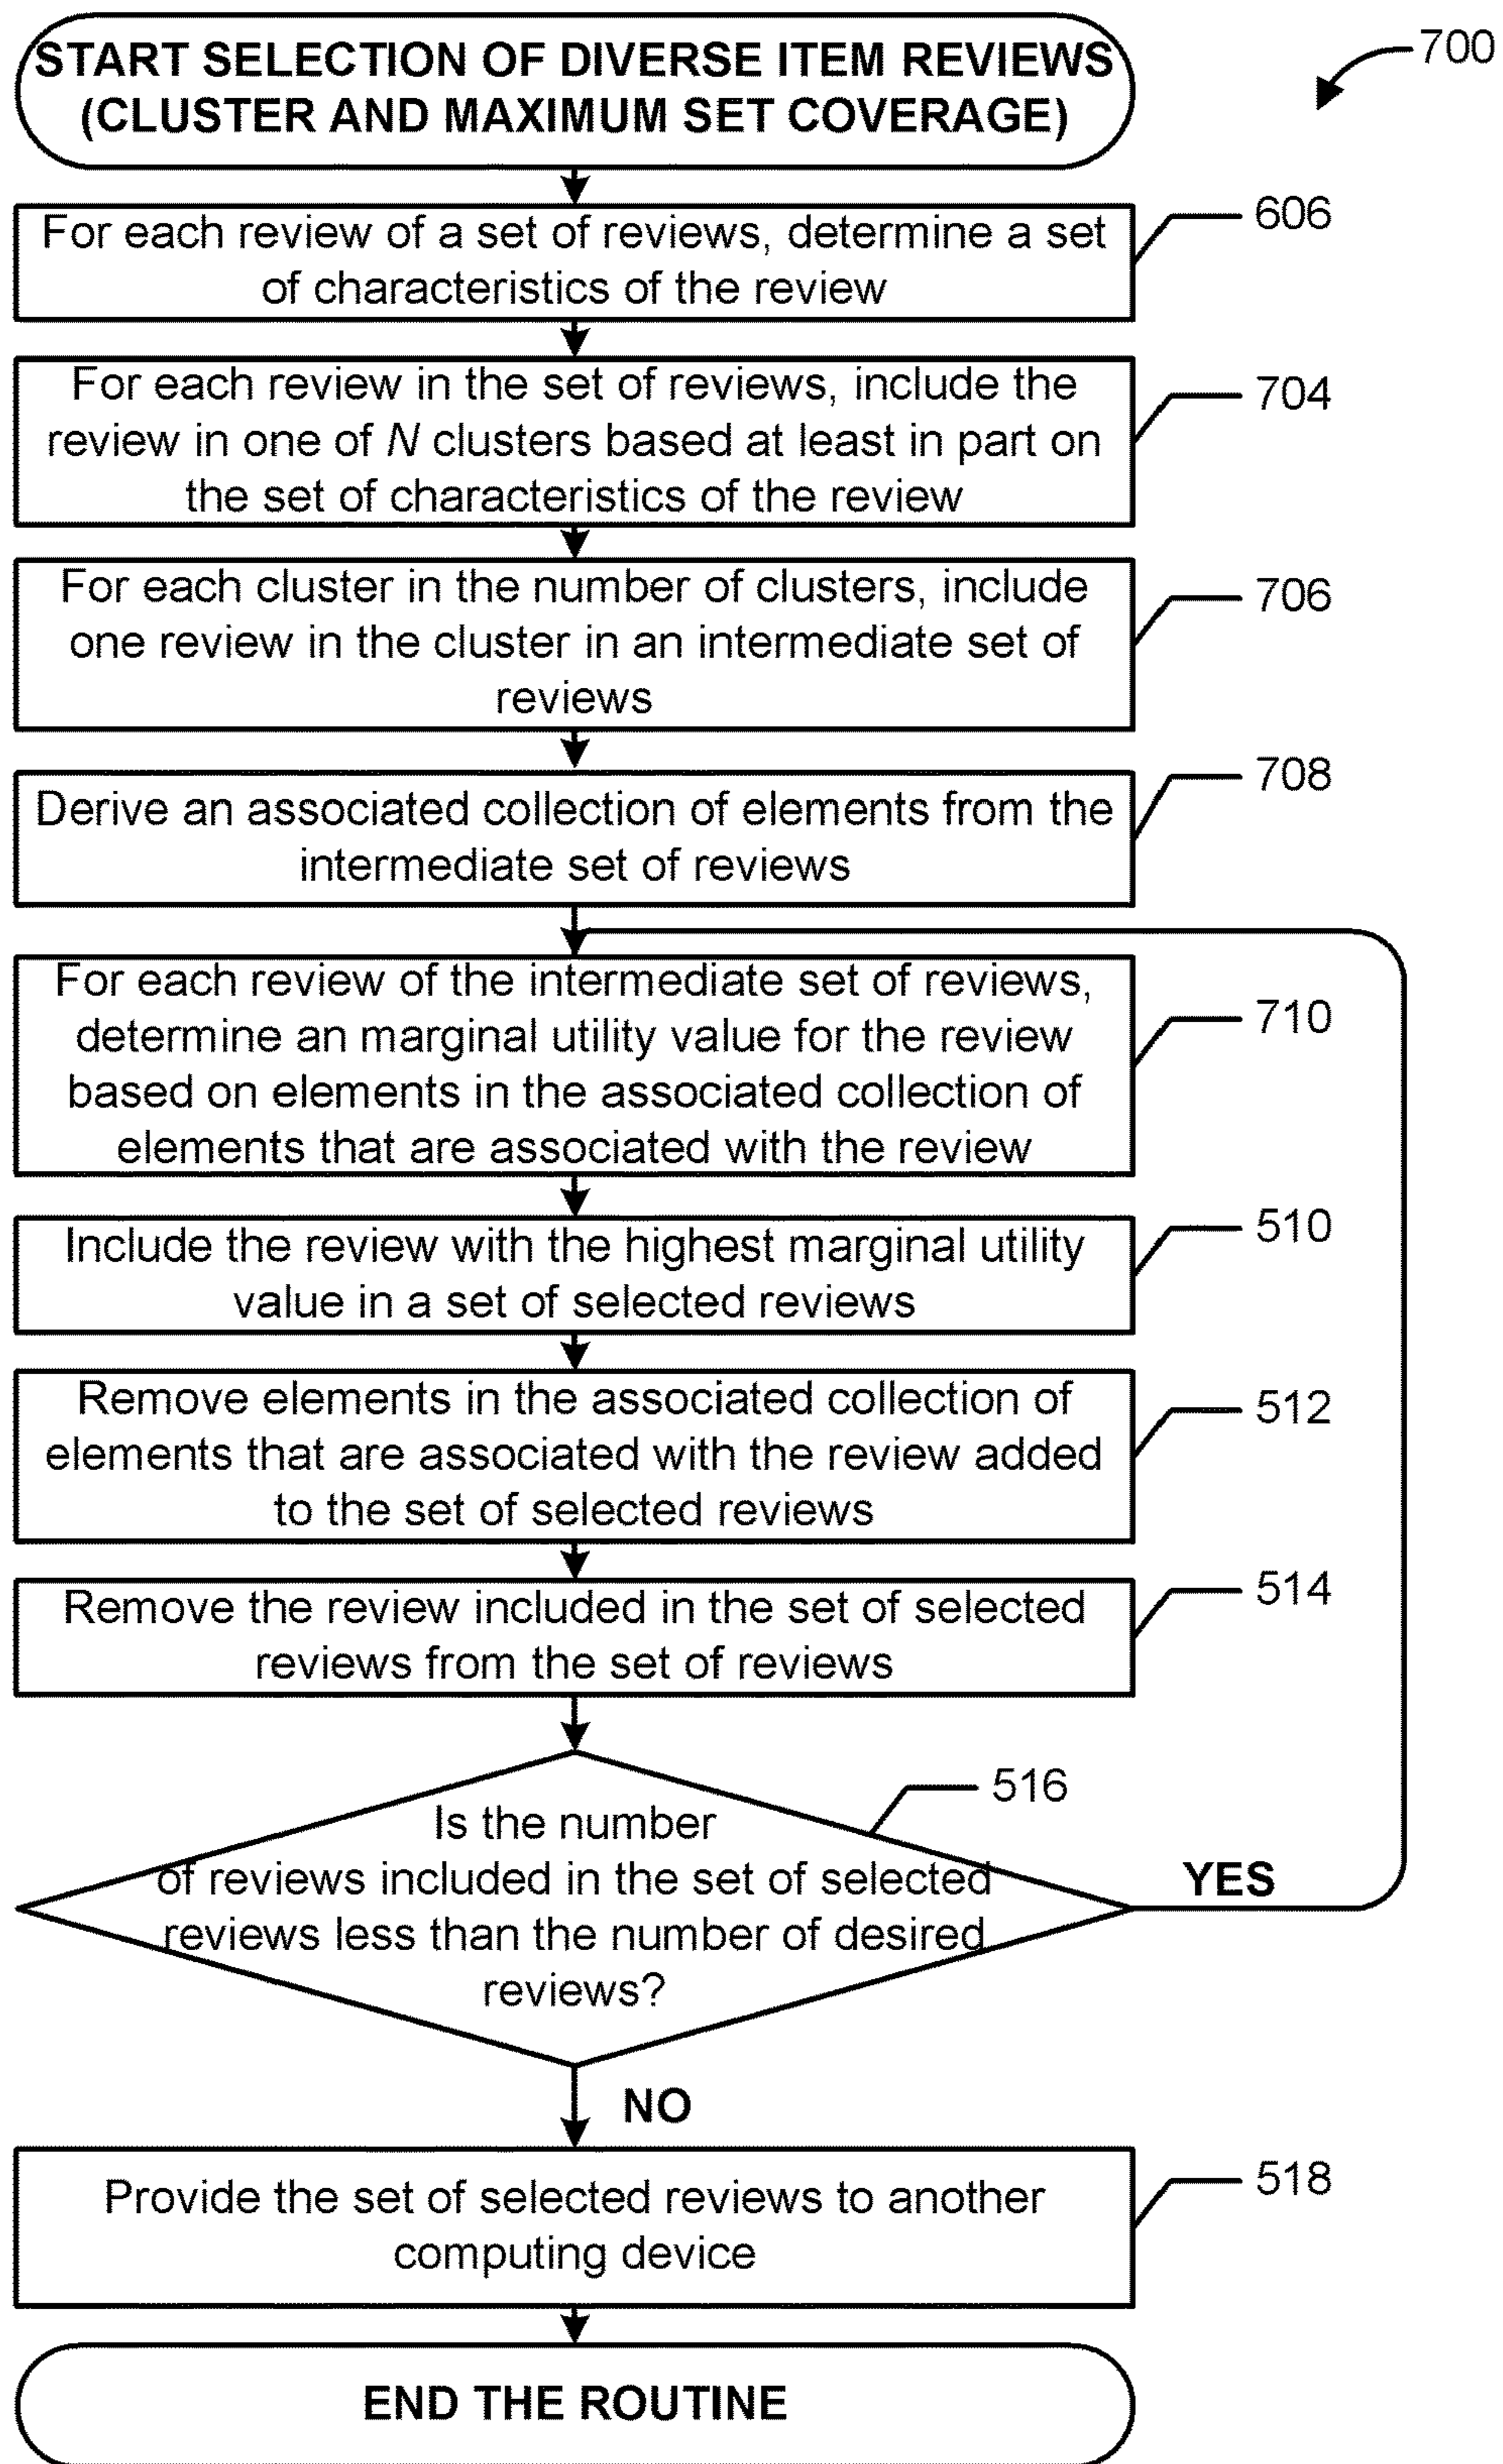 START SELECTION OF DIVERSE ITEM REVIEWS
(CLUSTER AND MAXIMUM SET COVERAGE)
700
For each review of a set of reviews, determine a set
of characteristics of the review
606
For each review in the set of reviews, include the
review in one of N clusters based at least in part on
the set of characteristics of the review
704
For each cluster in the number of clusters, include
one review in the cluster in an intermediate set of
reviews
706
Derive an associated collection of elements from the
intermediate set of reviews
708
For each review of the intermediate set of reviews,
determine an marginal utility value for the review
based on elements in the associated collection of
elements that are associated with the review
710
Include the review with the highest marginal utility
value in a set of selected reviews
510
Remove elements in the associated collection of
elements that are associated with the review added
to the set of selected reviews
512
Remove the review included in the set of selected
reviews from the set of reviews
514
Is the number
of reviews included in the set of selected
reviews less than the number of desired
reviews?
516
YES
NO
Provide the set of selected reviews to another
computing device
518
END THE ROUTINE